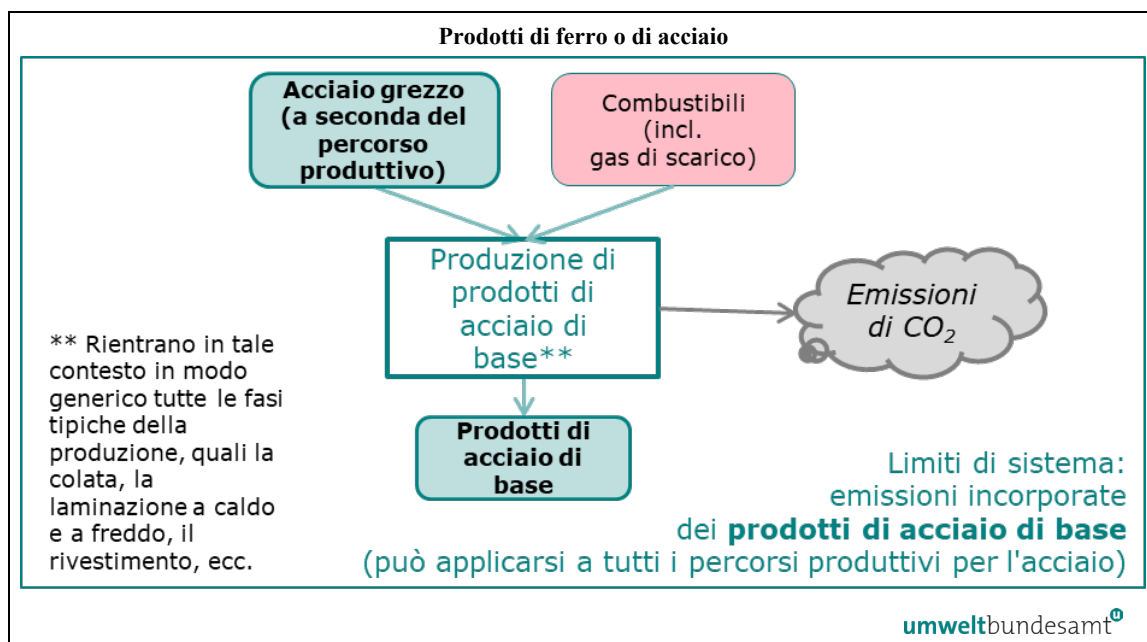 Prodotti di ferro o di acciaio
Acciaio grezzo
(a seconda del
percorso
produttivo)
Combustibili
(incl.
gas di scarico)
Produzione di
prodotti di
acciaio di
base**
Emissioni
di CO₂
** Rientrano in tale
contesto in modo
generico tutte le fasi
tipiche della
produzione, quali la
colata, la
laminazione a caldo
e a freddo, il
rivestimento, ecc.
Prodotti di
acciaio di
base
Limiti di sistema:
emissioni incorporate
dei prodotti di acciaio di base
(può applicarsi a tutti i percorsi produttivi per l'acciaio)
umweltbundesamt